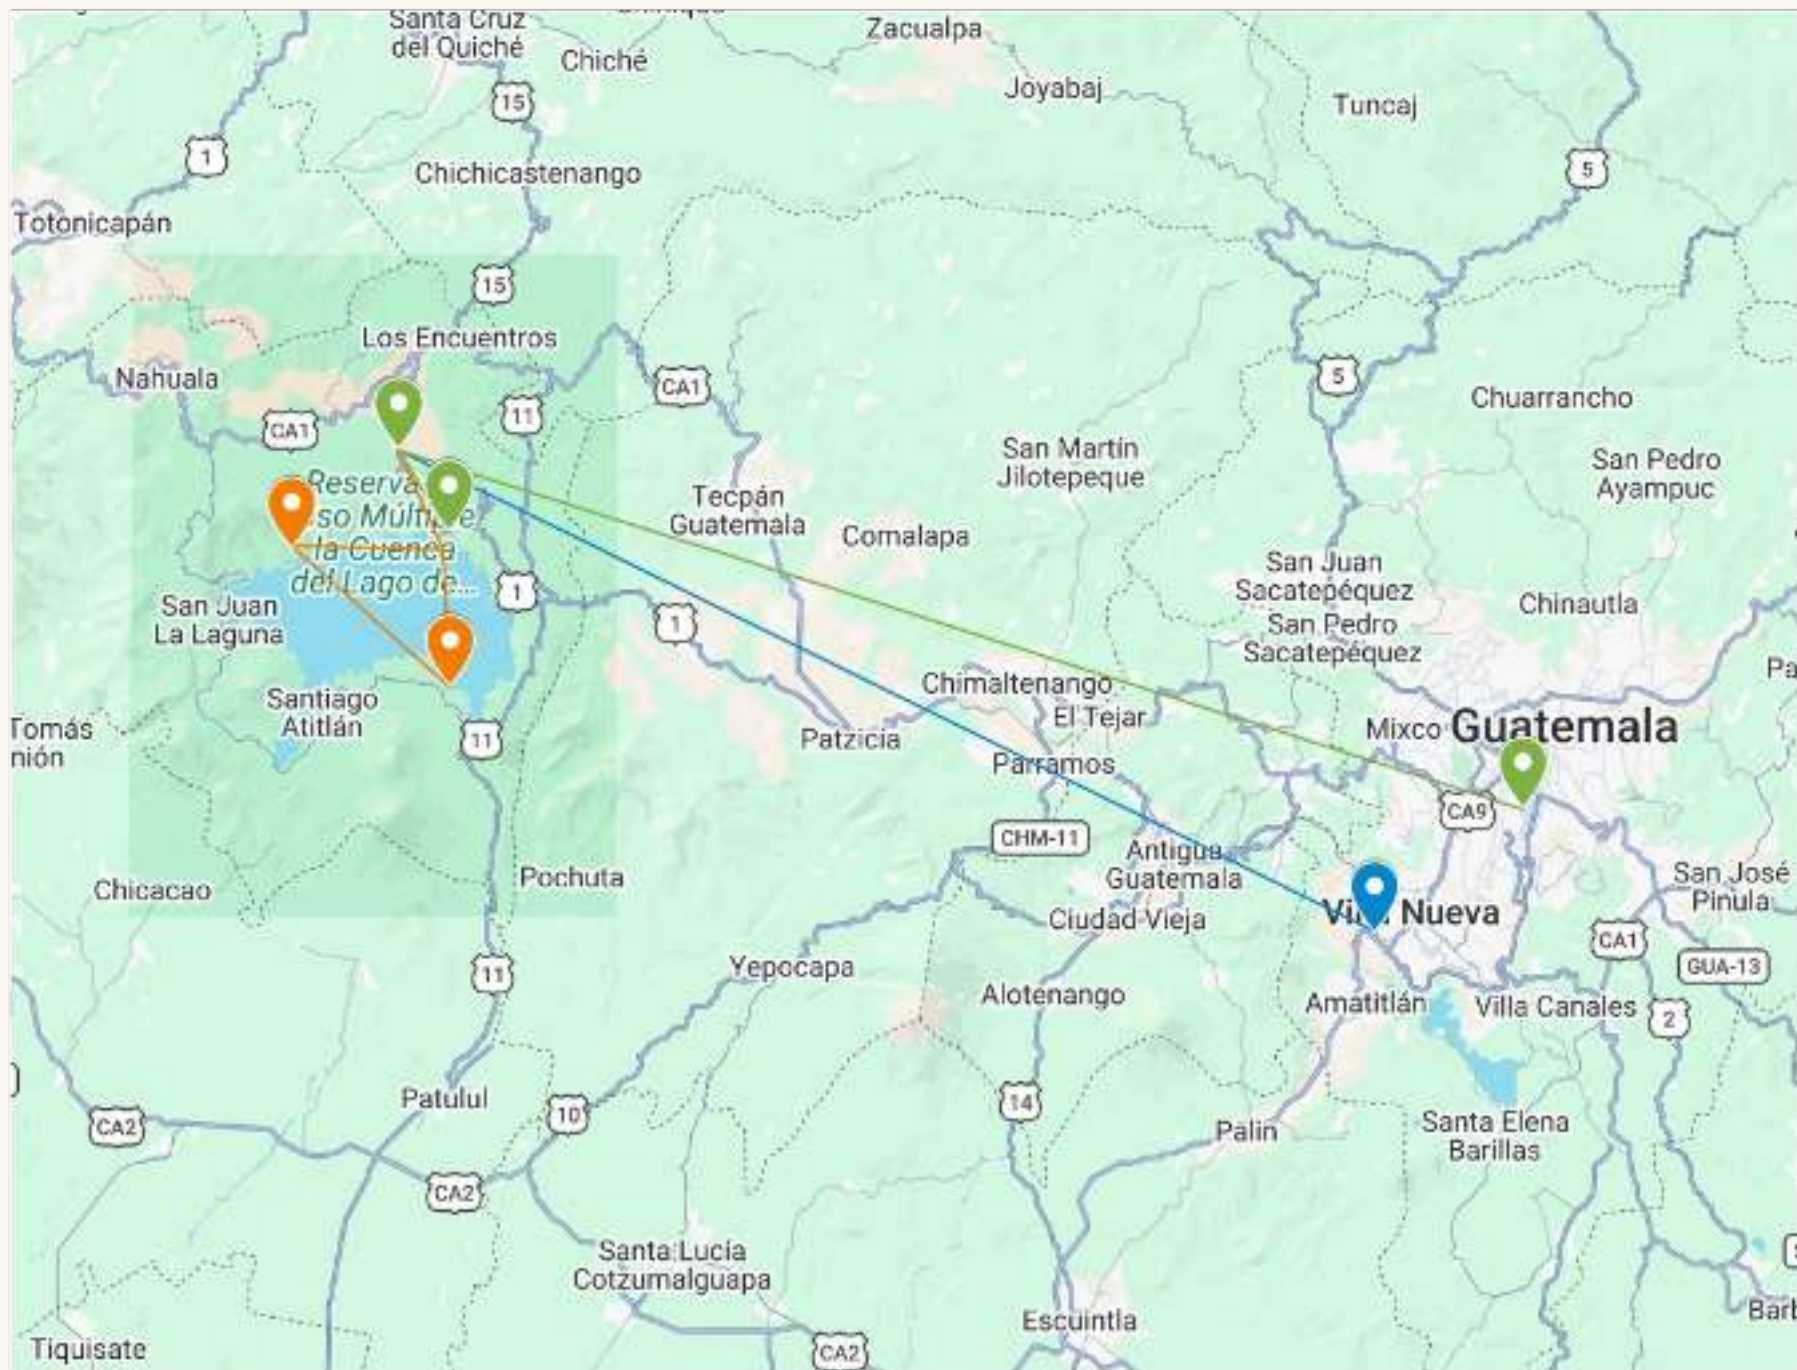 Santa Cruz
del Quiché
Zacualpa
Chiché
Joyabaj
15
Tuncaj
1
5
Chichicastenango
Totonicapán
15
Los Encuentros
Nahuala
CA1
11
CA1
5
Chuarrancho
San Martín
Jilotepeque
San Pedro
Ayampuc
Reserva
so Múltiple
la Cuenca
del Lago de...
Tecpán
Guatemala
Comalapa
San Juan
Sacatepéquez
1
San Juan
La Laguna
1
Chinautla
San Pedro
Sacatepéquez
Pa
Santiago
Atitlán
Chimaltenango
El Tejar
Tomás
nión
11
Patzicia
Mixco
Guatemala
Parramos
CA9
CHM-11
Antigua
Guatemala
Pochuta
Chicacao
San José
Pinula
Ciudad Vieja
Villa Nueva
CA1
Yepocapa
GUA-13
11
Alotenango
Amatitlán
Villa Canales
2
Patulul
14
10
CA2
Palin
Santa Elena
Barillas
CA2
Santa Lucía
Cotzumalguapa
Escuintla
Barb
Tiquisate
CA2